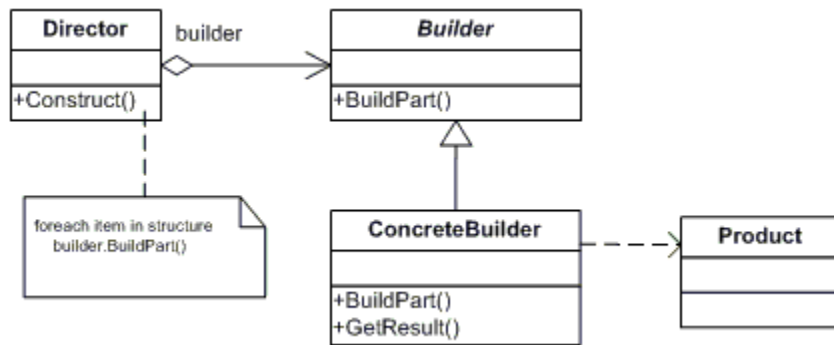 Director
builder
Builder
+Construct()
+BuildPart()
foreach item in structure
builder.BuildPart()
ConcreteBuilder
Product
+BuildPart()
+GetResult()